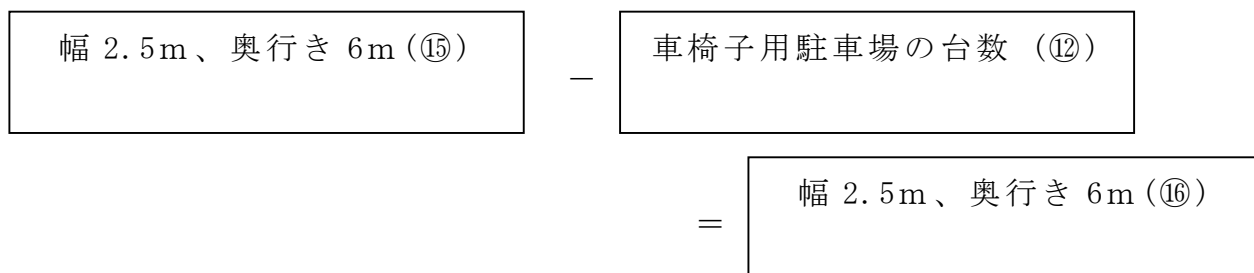 幅 2.5m、奥行き 6m(⑮)
－
車椅子用駐車場の台数 (⑫)
＝
幅 2.5m、奥行き 6m(⑯)